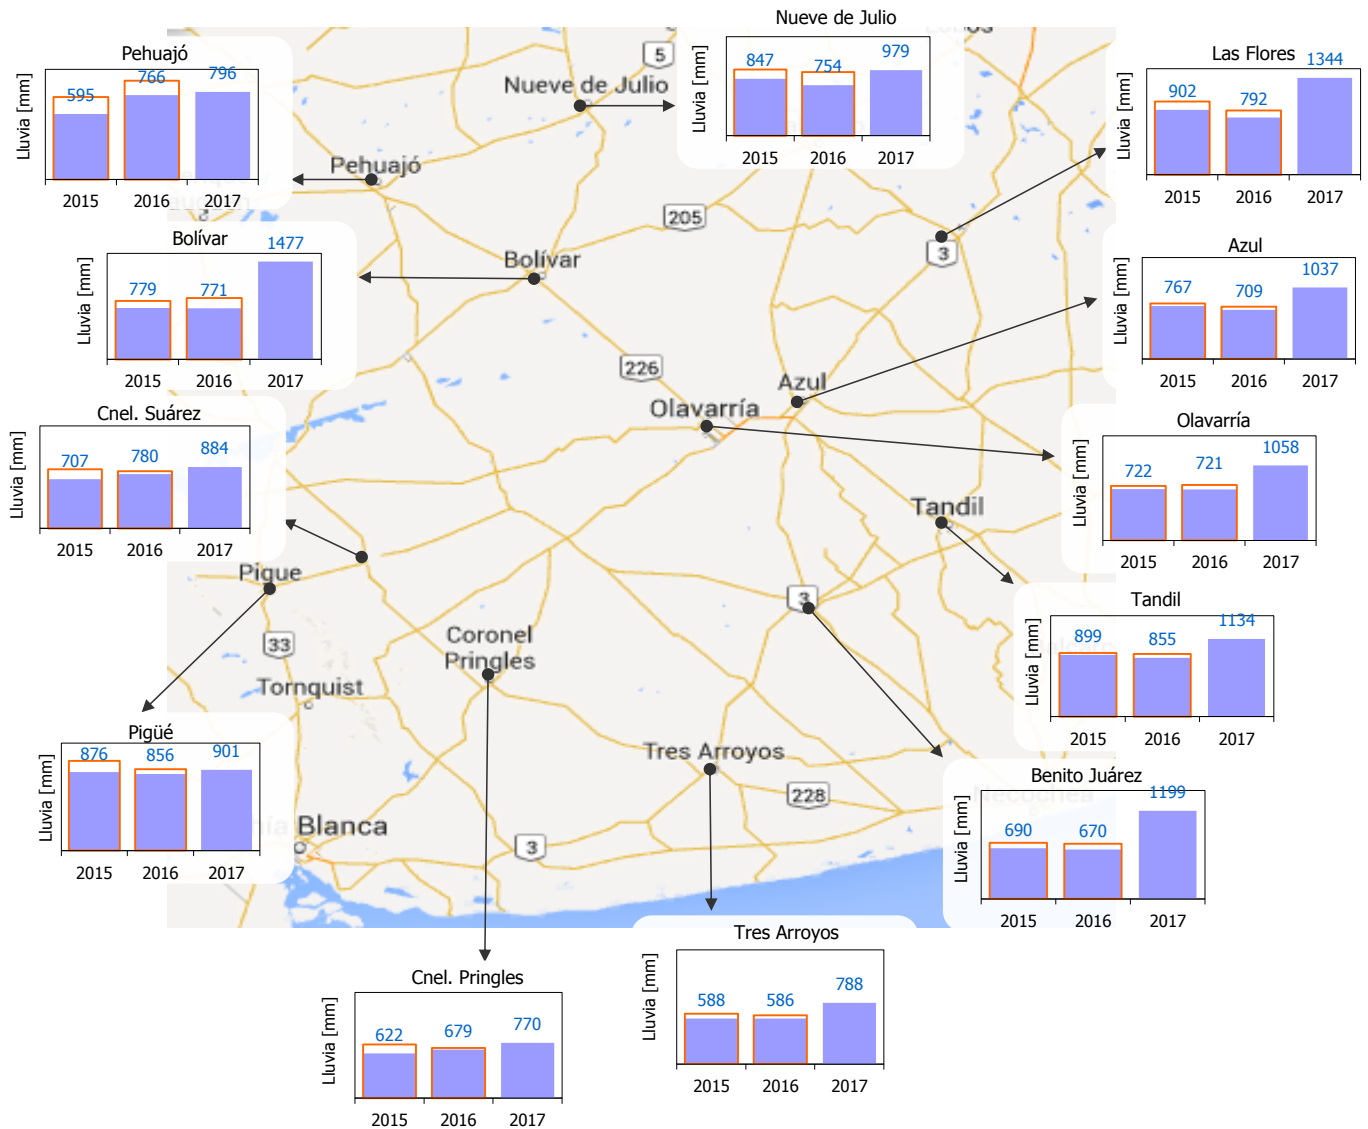 Nueve de Julio
Lluvia [mm]
847
754
979
2015
2016
2017
Pehuajó
Lluvia [mm]
595
766
796
2015
2016
2017
Las Flores
Lluvia [mm]
902
792
1344
2015
2016
2017
5
Nueve de Julio
Pehuajó
205
Bolívar
3
Bolívar
Lluvia [mm]
779
771
1477
2015
2016
2017
Azul
Lluvia [mm]
767
709
1037
2015
2016
2017
226
Azul
Olavarría
Cnel. Suárez
Lluvia [mm]
707
780
884
2015
2016
2017
Olavarría
Lluvia [mm]
722
721
1058
2015
2016
2017
Tandil
Pigue
3
33
Coronel
Pringles
Tornquist
Tandil
Lluvia [mm]
899
855
1134
2015
2016
2017
Pigüé
Lluvia [mm]
876
856
901
2015
2016
2017
Tres Arroyos
228
Benito Juárez
Necochea
Lluvia [mm]
690
670
1199
2015
2016
2017
hía Blanca
3
Tres Arroyos
Lluvia [mm]
588
586
788
2015
2016
2017
Cnel. Pringles
Lluvia [mm]
622
679
770
2015
2016
2017